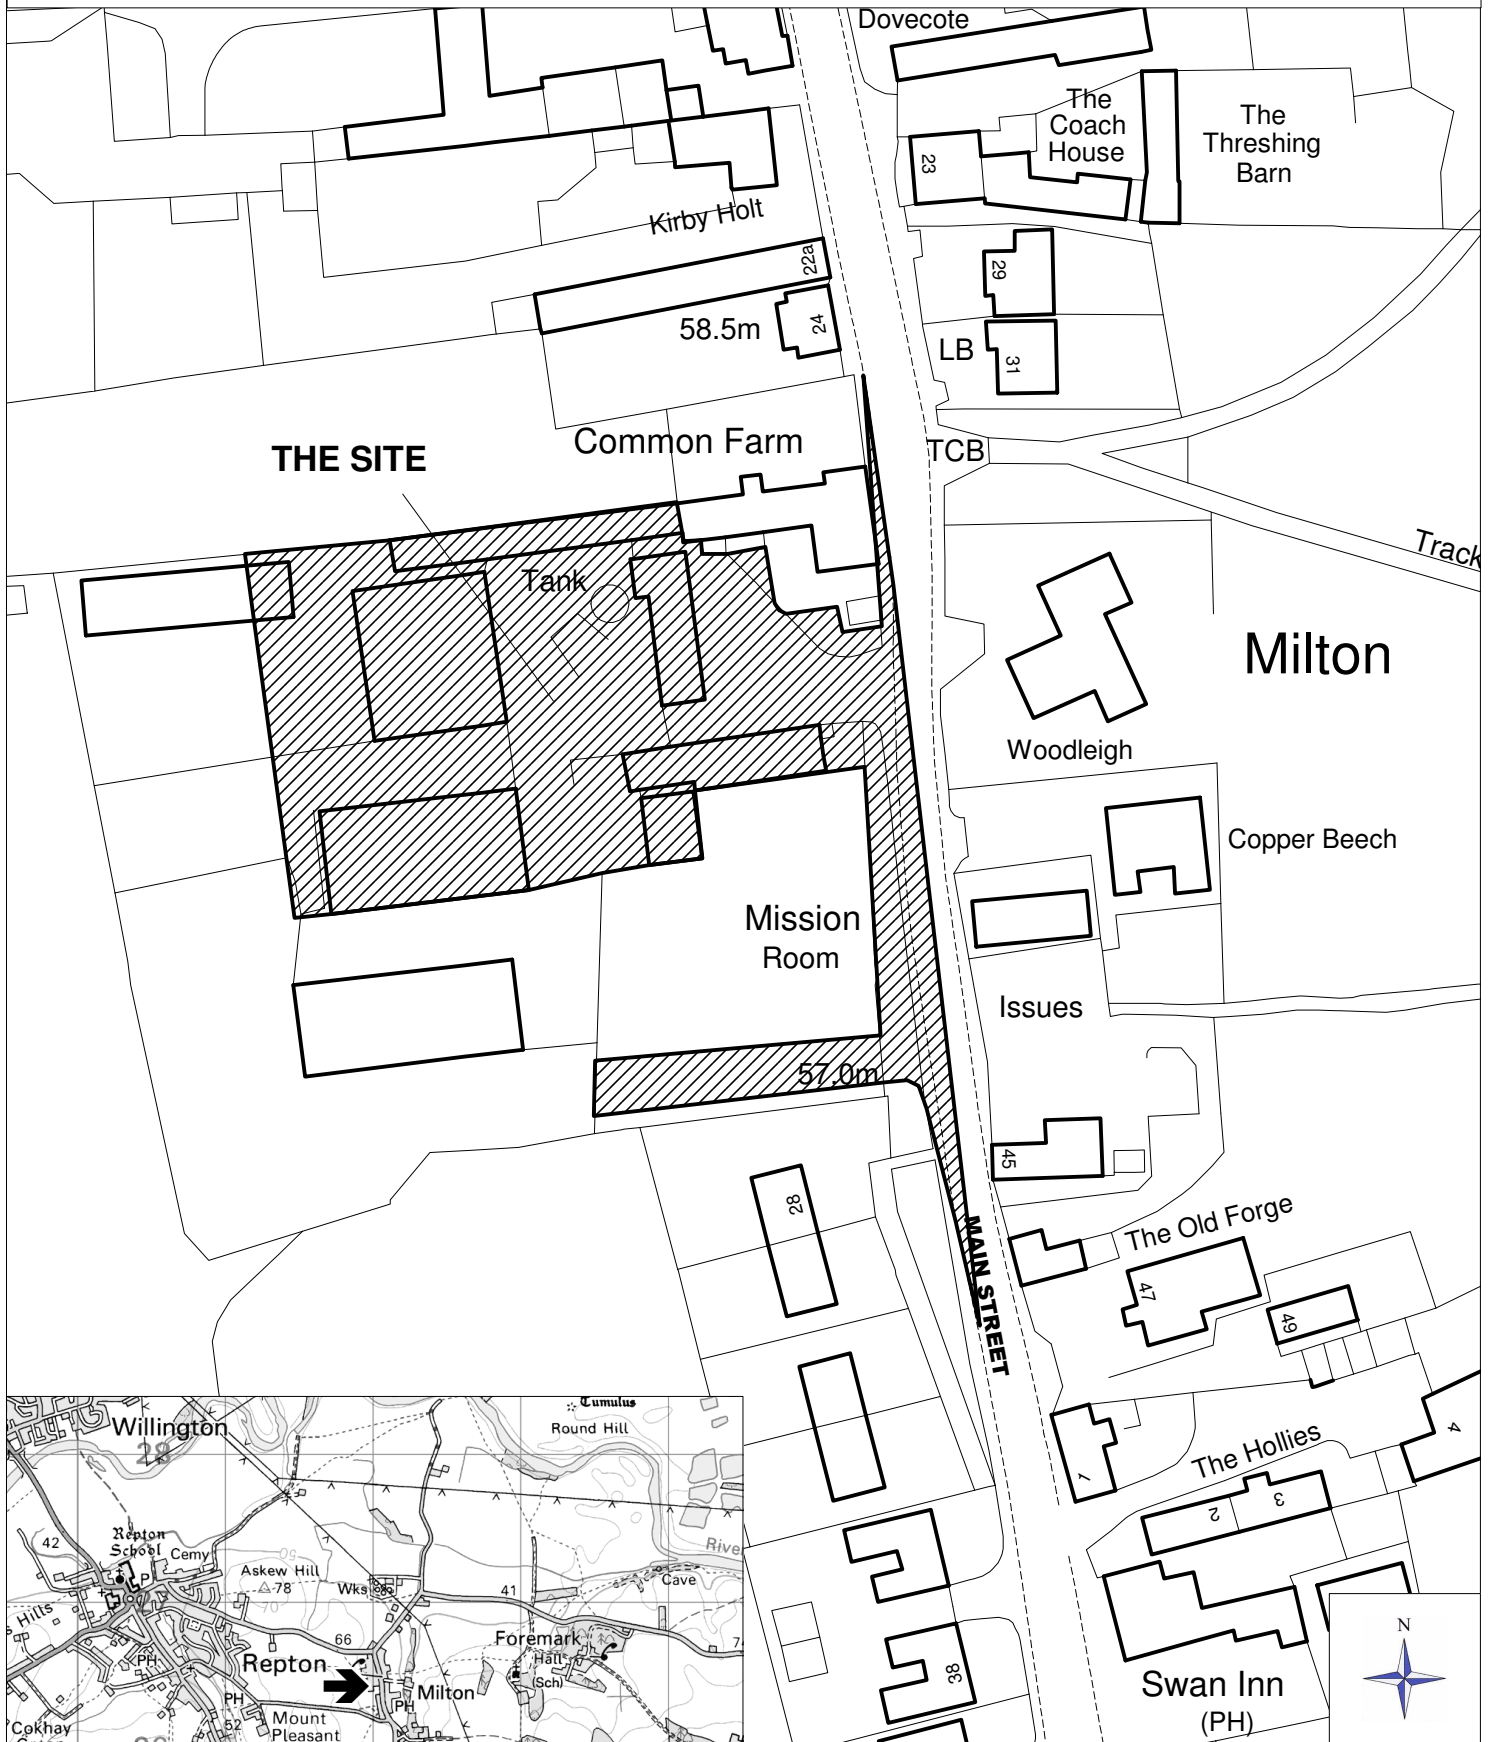 Dovecote
The
Coach
House
The
Threshing
Barn
23
Kirby Holt
22a
29
24
58.5m
LB
31
Common Farm
TCB
THE SITE
Track
Tank
Milton
Woodleigh
Copper Beech
Mission
Room
Issues
57.0m
45
28
The Old Forge
MAIN STREET
47
49
The Hollies
4
1
2
3
38
Swan Inn
(PH)
N
Willington
28
Tumulus
Round Hill
Repton
School
42
Cemy
P
50
Askew Hill
78
70
Wks
41
River
Cave
Hills
66
Foremark
Hall
(Sch)
PH
Repton
Milton
PH
PH
52
Mount
Pleasant
Cokhay